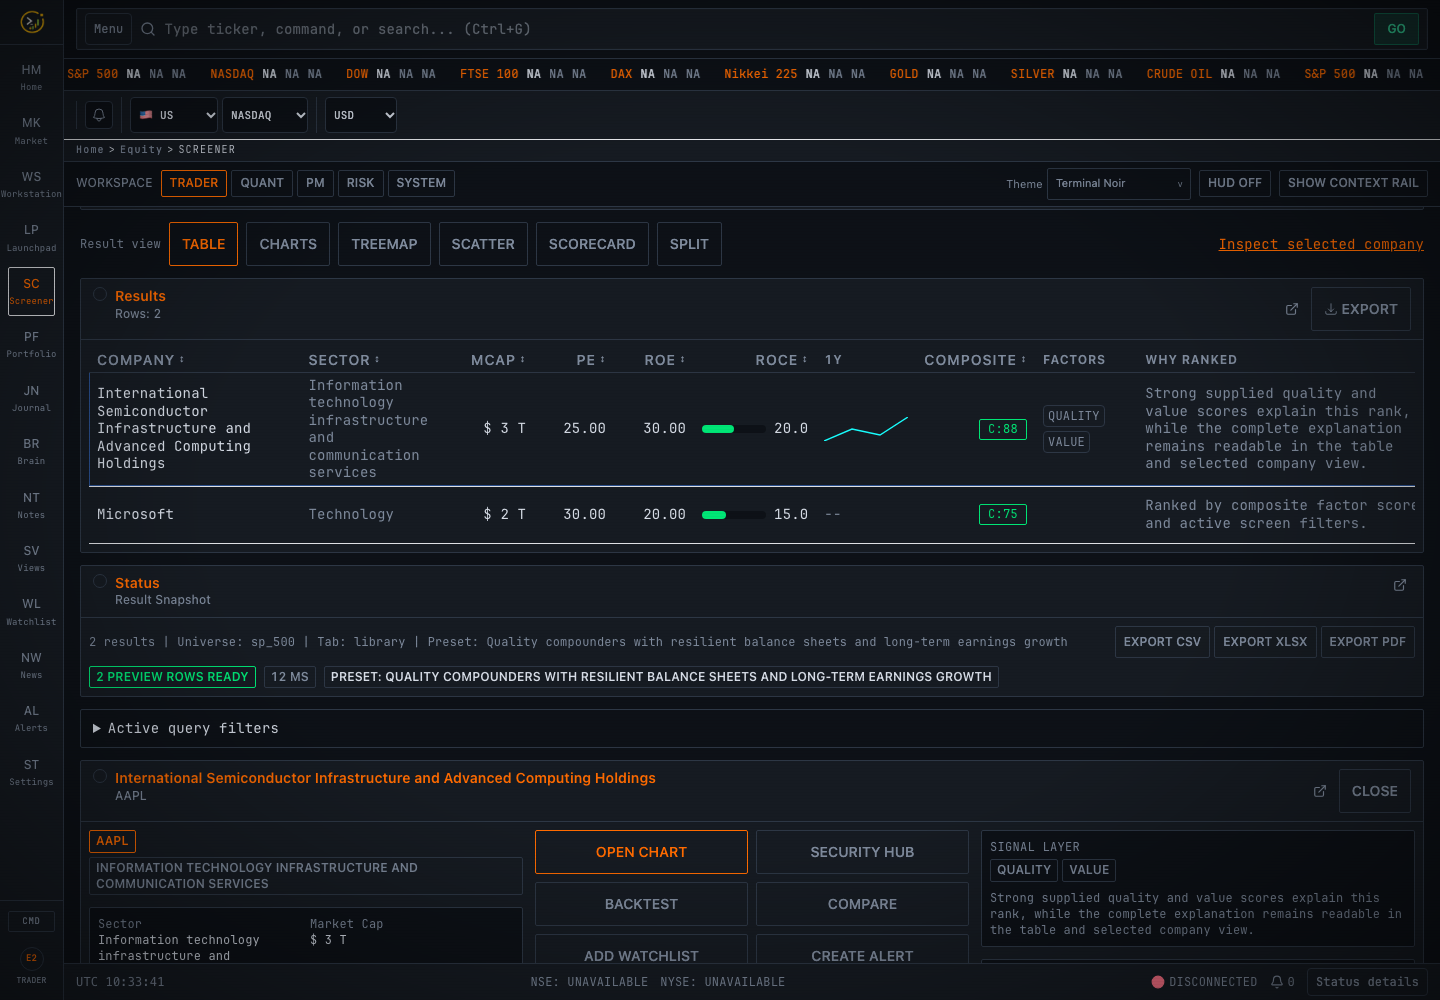 Menu
Type ticker, command, or search... (Ctrl+G)
GO
S&P 500 NA NA NA NASDAQ NA NA NA DOW NA NA NA FTSE 100 NA NA NA DAX NA NA NA Nikkei 225 NA NA NA GOLD NA NA NA SILVER NA NA NA CRUDE OIL NA NA NA S&P 500 NA NA NA
🇺🇸 US NASDAQ USD
Home > Equity > SCREENER
WORKSPACE TRADER QUANT PM RISK SYSTEM
Theme Terminal Noir v HUD OFF SHOW CONTEXT RAIL
HM
Home
MK
Market
WS
Workstation
LP
Launchpad
SC
Screener
PF
Portfolio
JN
Journal
BR
Brain
NT
Notes
SV
Views
WL
Watchlist
NW
News
AL
Alerts
ST
Settings
CMD
E2
TRADER
Result view TABLE CHARTS TREEMAP SCATTER SCORECARD SPLIT Inspect selected company
Results
Rows: 2
EXPORT
COMPANY ↕ SECTOR ↕ MCAP ↕ PE ↕ ROE ↕ ROCE ↕ 1Y COMPOSITE ↕ FACTORS WHY RANKED
International
Semiconductor
Infrastructure and
Advanced Computing
Holdings
Information
technology
infrastructure
and
communication
services
$ 3 T 25.00 30.00 20.0 C:88
QUALITY
VALUE
Strong supplied quality and
value scores explain this rank,
while the complete explanation
remains readable in the table
and selected company view.
Microsoft Technology $ 2 T 30.00 20.00 15.0 -- C:75
Ranked by composite factor score
and active screen filters.
Status
Result Snapshot
2 results | Universe: sp_500 | Tab: library | Preset: Quality compounders with resilient balance sheets and long-term earnings growth
EXPORT CSV EXPORT XLSX EXPORT PDF
2 PREVIEW ROWS READY 12 MS PRESET: QUALITY COMPOUNDERS WITH RESILIENT BALANCE SHEETS AND LONG-TERM EARNINGS GROWTH
▶ Active query filters
International Semiconductor Infrastructure and Advanced Computing Holdings
AAPL
CLOSE
AAPL
INFORMATION TECHNOLOGY INFRASTRUCTURE AND
COMMUNICATION SERVICES
Sector
Information technology
infrastructure and
Market Cap
$ 3 T
OPEN CHART SECURITY HUB
BACKTEST COMPARE
ADD WATCHLIST CREATE ALERT
SIGNAL LAYER
QUALITY VALUE
Strong supplied quality and value scores explain this
rank, while the complete explanation remains readable in
the table and selected company view.
UTC 10:33:41 NSE: UNAVAILABLE NYSE: UNAVAILABLE DISCONNECTED 0 Status details